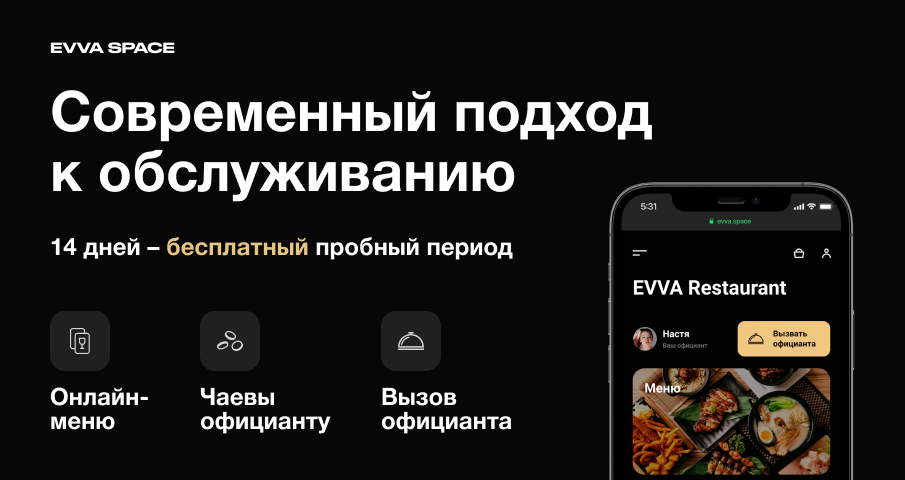 EVVA SPACE
Современный подход
к обслуживанию
14 дней – бесплатный пробный период
Онлайн-
меню
Чаевы
официанту
Вызов
официанта
5:31
evva space
EVVA Restaurant
Настя
Ваш официант
Вызвать
официанта
Меню